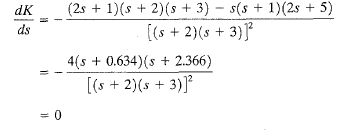 dK/ds = - (2s + 1)(s + 2)(s + 3) - s(s + 1)(2s + 5) / [(s + 2)(s + 3)]²
= - 4(s + 0.634)(s + 2.366) / [(s + 2)(s + 3)]²
= 0